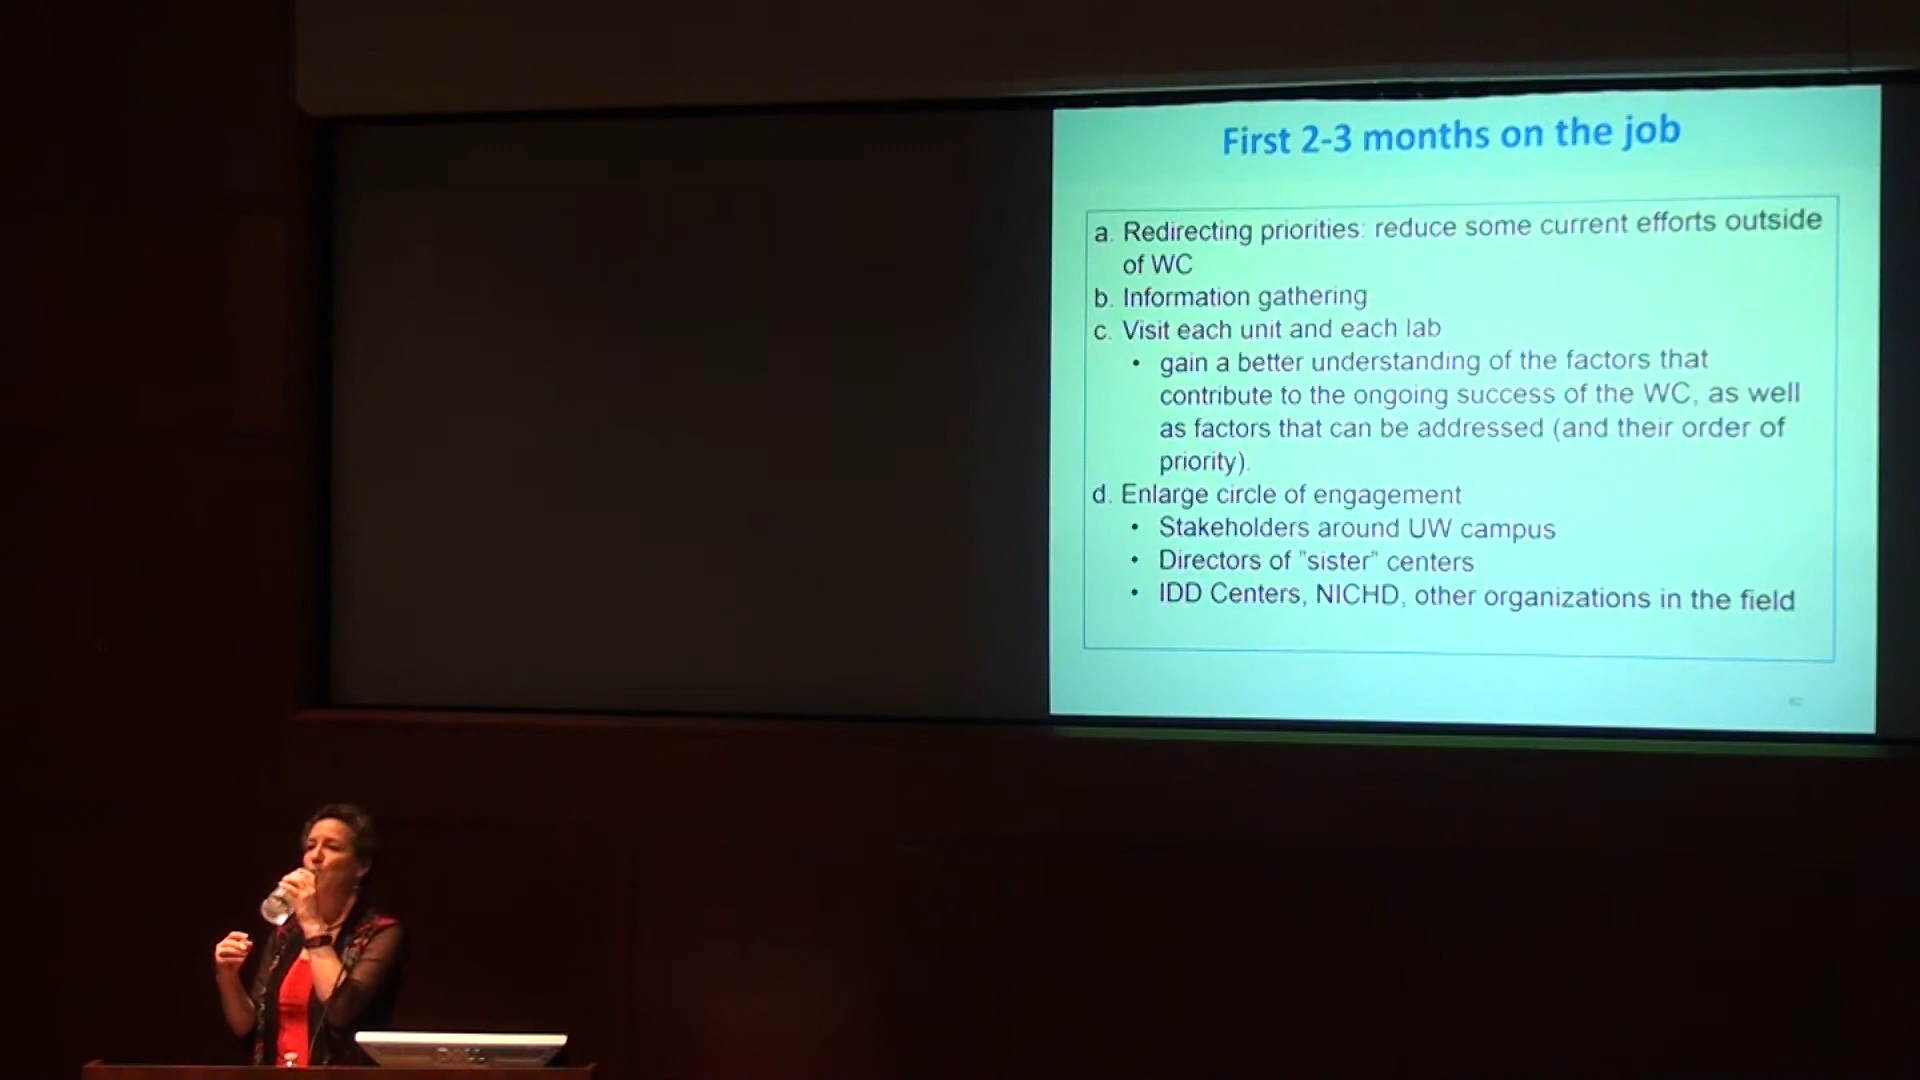 First 2-3 months on the job
a. Redirecting priorities: reduce some current efforts outside
of WC
b. Information gathering
c. Visit each unit and each lab
• gain a better understanding of the factors that
contribute to the ongoing success of the WC, as well
as factors that can be addressed (and their order of
priority).
d. Enlarge circle of engagement
• Stakeholders around UW campus
• Directors of "sister" centers
• IDD Centers, NICHD, other organizations in the field